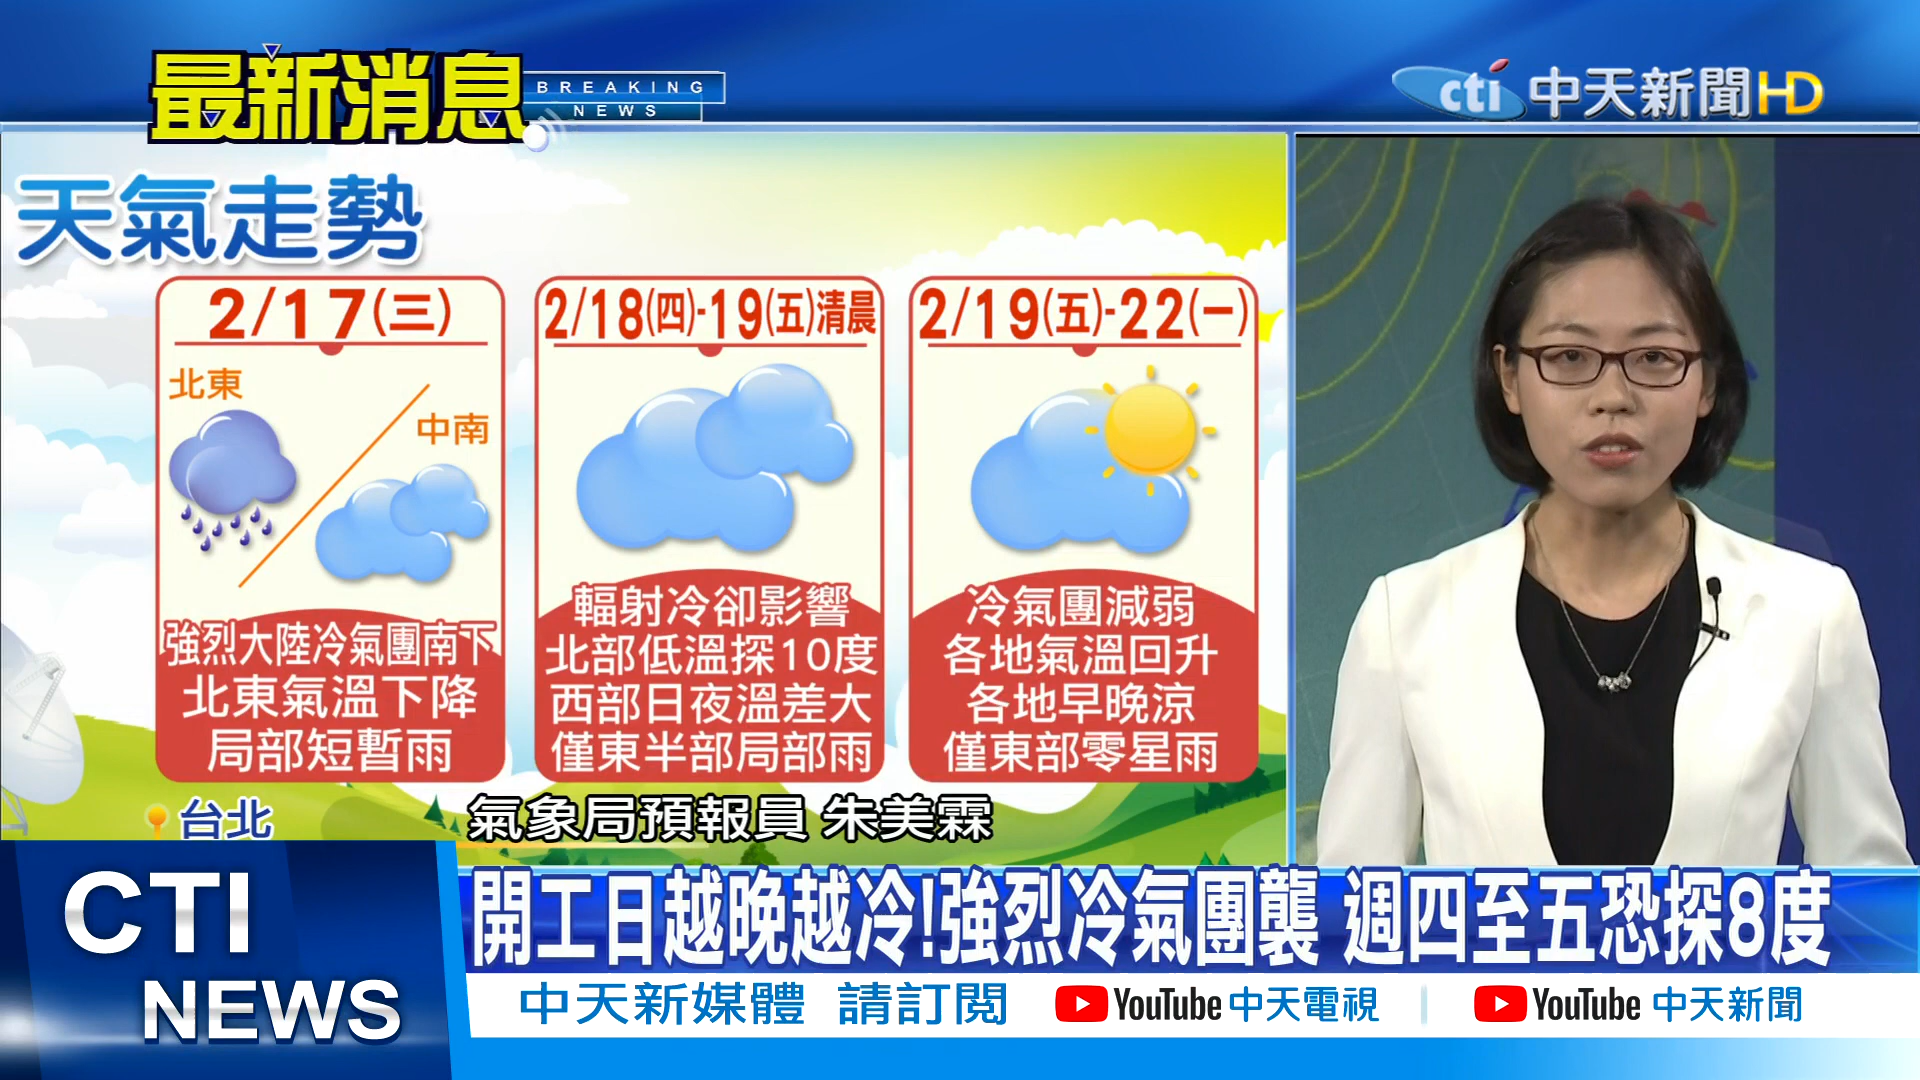 最新消息
BREAKING
NEWS
cti 中天新聞HD
天氣走勢
2/17(三)
北東
中南
強烈大陸冷氣團南下
北東氣溫下降
局部短暫雨
2/18(四)-19(五)清晨
輻射冷卻影響
北部低溫探10度
西部日夜溫差大
僅東半部局部雨
2/19(五)-22(一)
冷氣團減弱
各地氣溫回升
各地早晚涼
僅東部零星雨
台北
氣象局預報員 朱美霖
CTI
NEWS
開工日越晚越冷!強烈冷氣團襲 週四至五恐探8度
中天新媒體 請訂閱 YouTube 中天電視 | YouTube 中天新聞